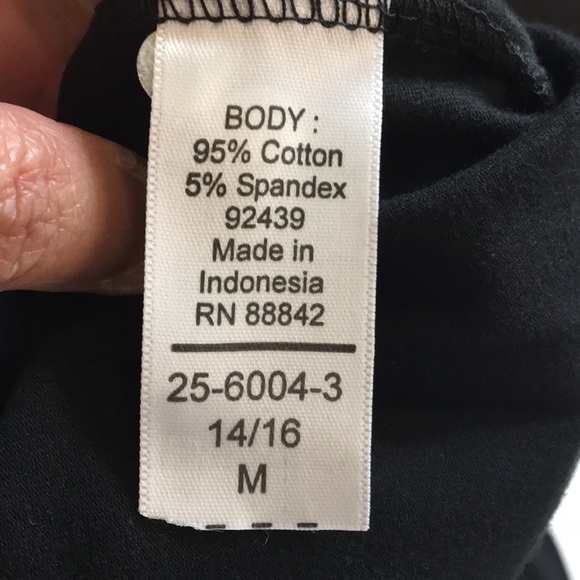 BODY :
95% Cotton
5% Spandex
92439
Made in
Indonesia
RN 88842
25-6004-3
14/16
M